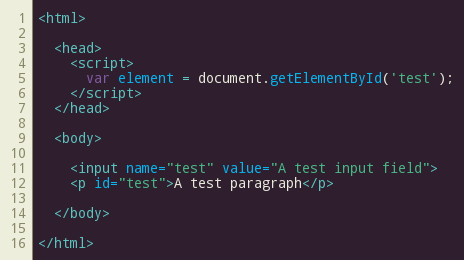 1 <html>
2
3   <head>
4     <script>
5       var element = document.getElementById('test');
6     </script>
7   </head>
8
9   <body>
10
11     <input name="test" value="A test input field">
12     <p id="test">A test paragraph</p>
13
14   </body>
15
16 </html>